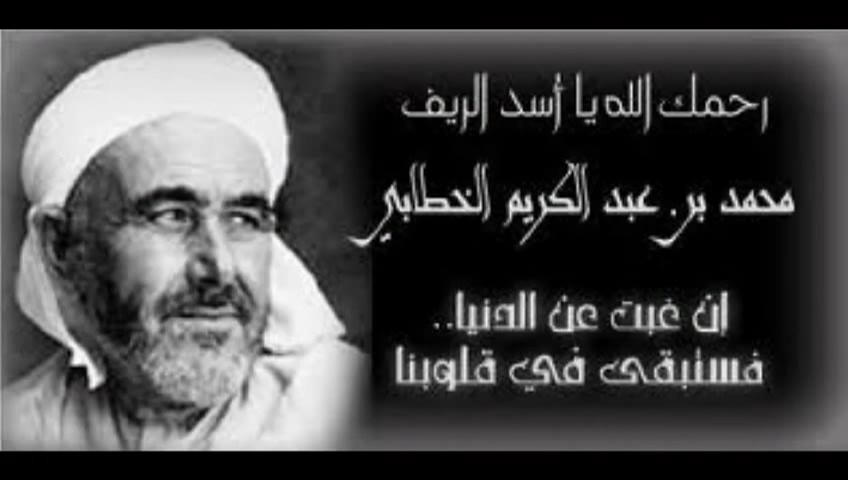 رحمك الله يا أسد الريف
محمد بن عبد الكريم الخطابي
إن غبت عن الدنيا..
فستبقى في قلوبنا